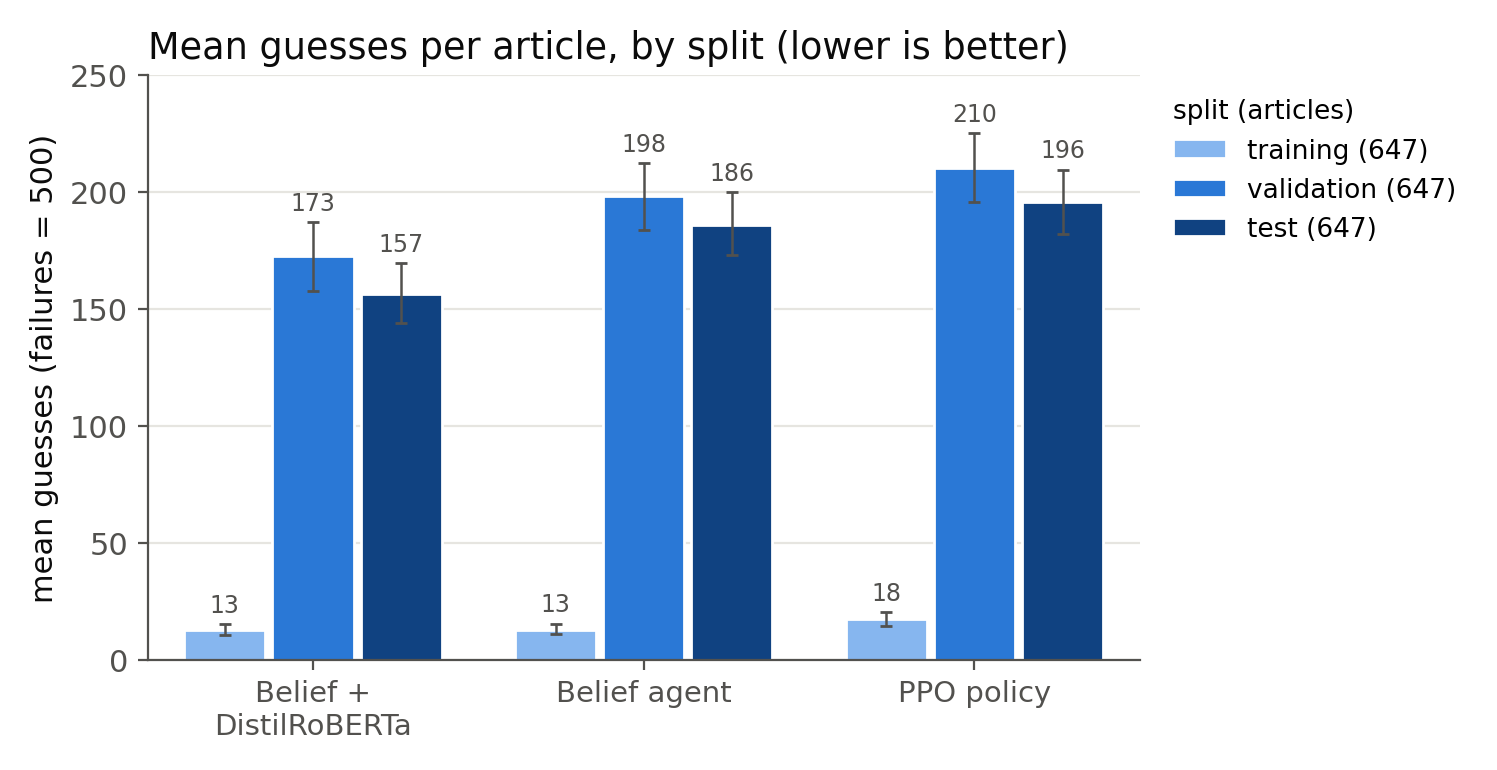 Mean guesses per article, by split (lower is better)
mean guesses (failures = 500)
250
200
150
100
50
0
13
173
157
13
198
186
18
210
196
Belief +
DistilRoBERTa
Belief agent
PPO policy
split (articles)
training (647)
validation (647)
test (647)